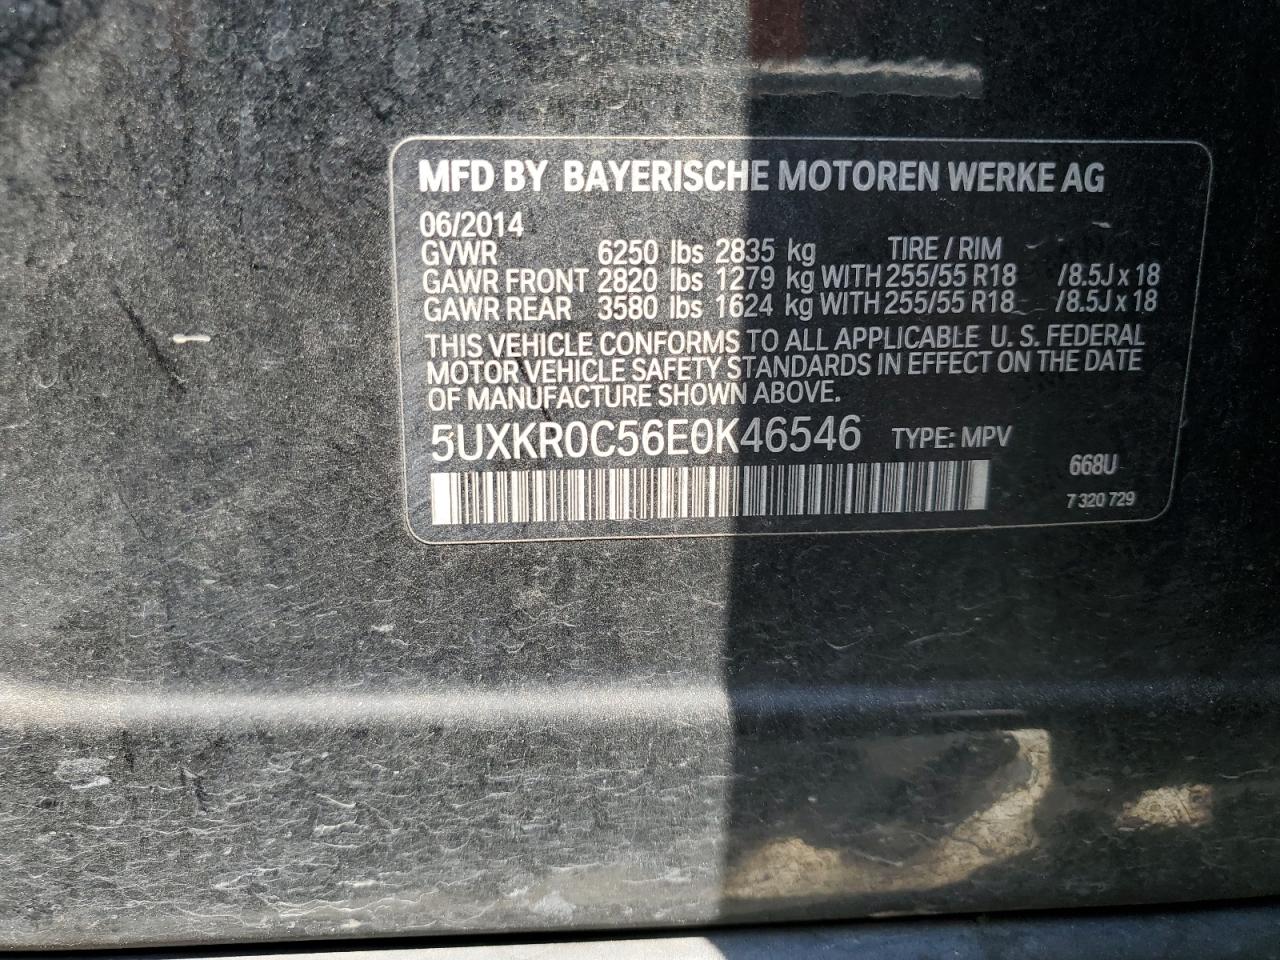 MFD BY BAYERISCHE MOTOREN WERKE AG
06/2014
GVWR 6250 lbs 2835 kg TIRE / RIM
GAWR FRONT 2820 lbs 1279 kg WITH 255/55 R18 /8.5J x 18
GAWR REAR 3580 lbs 1624 kg WITH 255/55 R18 /8.5J x 18
THIS VEHICLE CONFORMS TO ALL APPLICABLE U. S. FEDERAL
MOTOR VEHICLE SAFETY STANDARDS IN EFFECT ON THE DATE
OF MANUFACTURE SHOWN ABOVE.
5UXKR0C56E0K46546 TYPE: MPV
668U
7 320 729